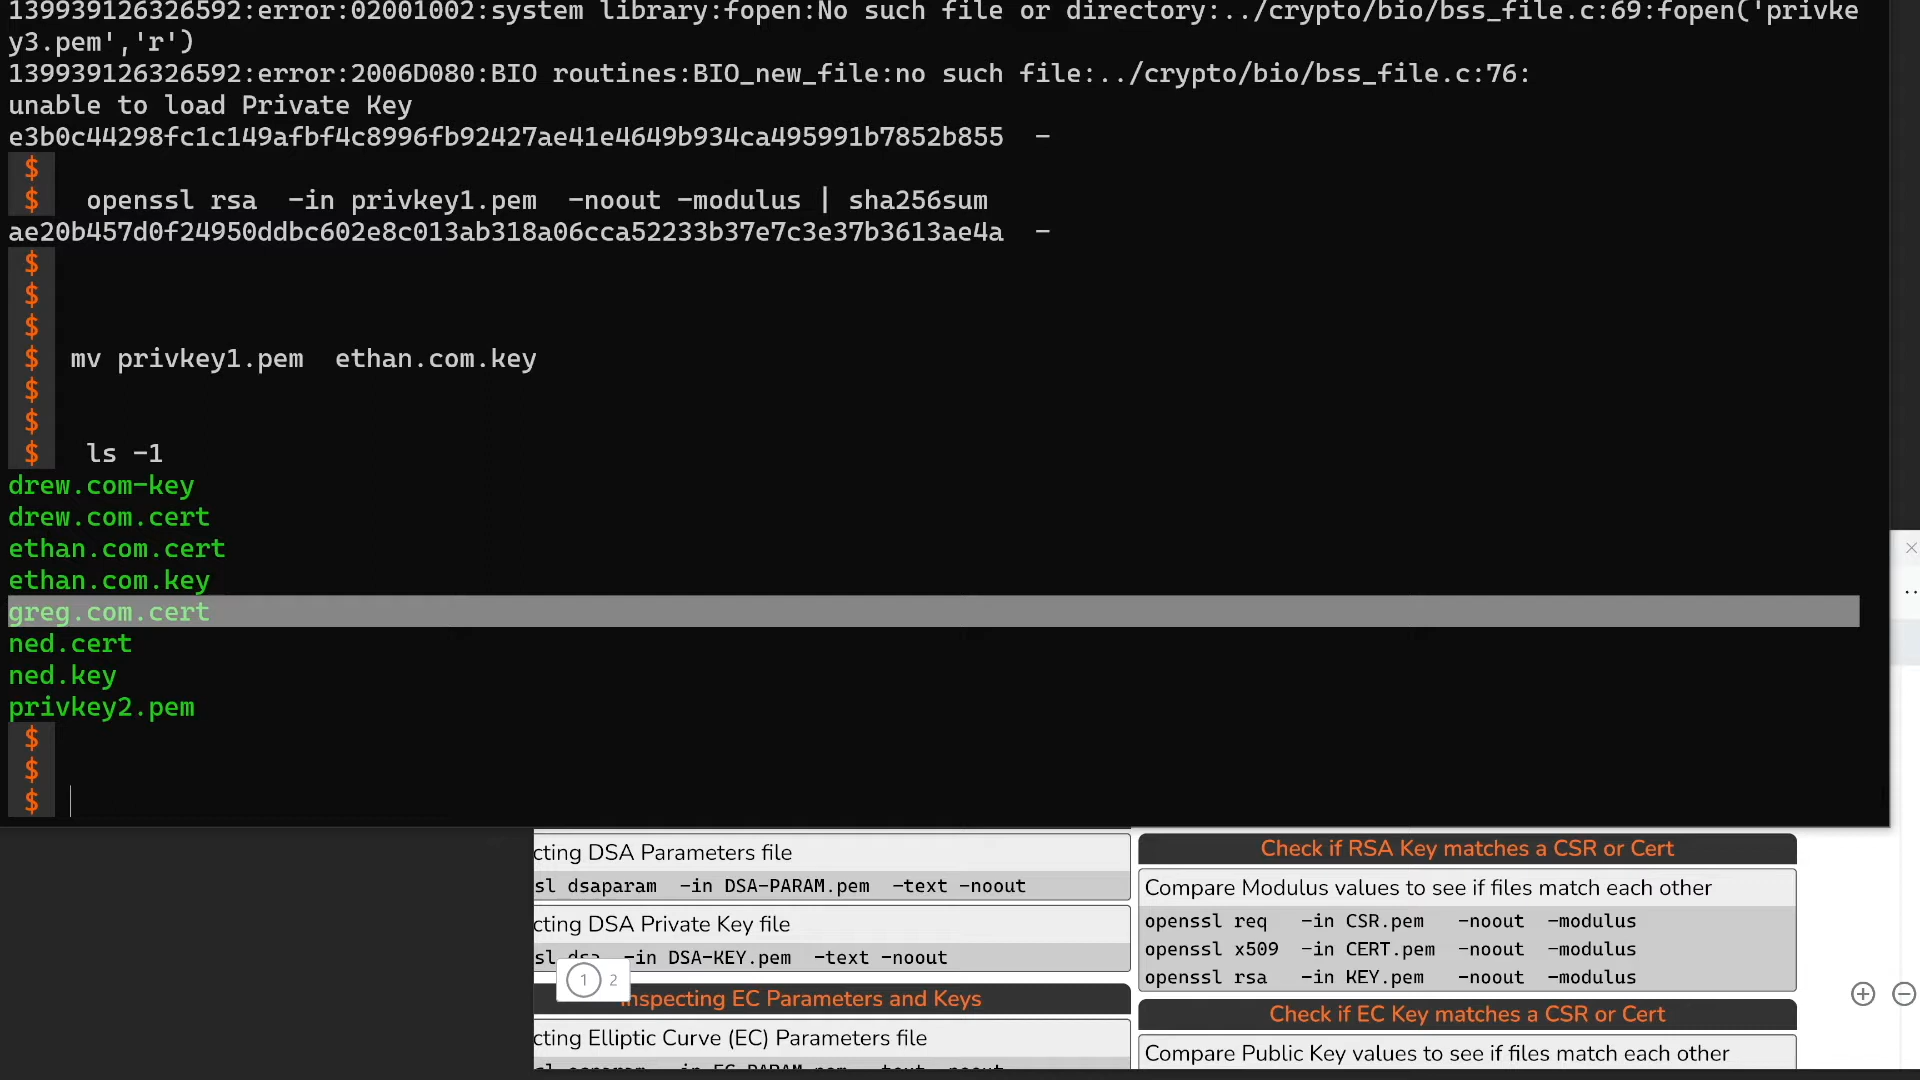 139939126326592:error:02001002:system library:fopen:No such file or directory:../crypto/bio/bss_file.c:69:fopen('privke
y3.pem','r')
139939126326592:error:2006D080:BIO routines:BIO_new_file:no such file:../crypto/bio/bss_file.c:76:
unable to load Private Key
e3b0c44298fc1c149afbf4c8996fb92427ae41e4649b934ca495991b7852b855  -
$
$  openssl rsa  -in privkey1.pem  -noout -modulus | sha256sum
ae20b457d0f24950ddbc602e8c013ab318a06cca52233b37e7c3e37b3613ae4a  -
$
$
$
$ mv privkey1.pem  ethan.com.key
$
$
$  ls -1
drew.com-key
drew.com.cert
ethan.com.cert
ethan.com.key
greg.com.cert
ned.cert
ned.key
privkey2.pem
$
$
$
cting DSA Parameters file
sl dsaparam  -in DSA-PARAM.pem  -text -noout
cting DSA Private Key file
sl dsa  -in DSA-KEY.pem  -text -noout
1 2
nspecting EC Parameters and Keys
cting Elliptic Curve (EC) Parameters file
Check if RSA Key matches a CSR or Cert
Compare Modulus values to see if files match each other
openssl req   -in CSR.pem   -noout  -modulus
openssl x509  -in CERT.pem  -noout  -modulus
openssl rsa   -in KEY.pem   -noout  -modulus
Check if EC Key matches a CSR or Cert
Compare Public Key values to see if files match each other